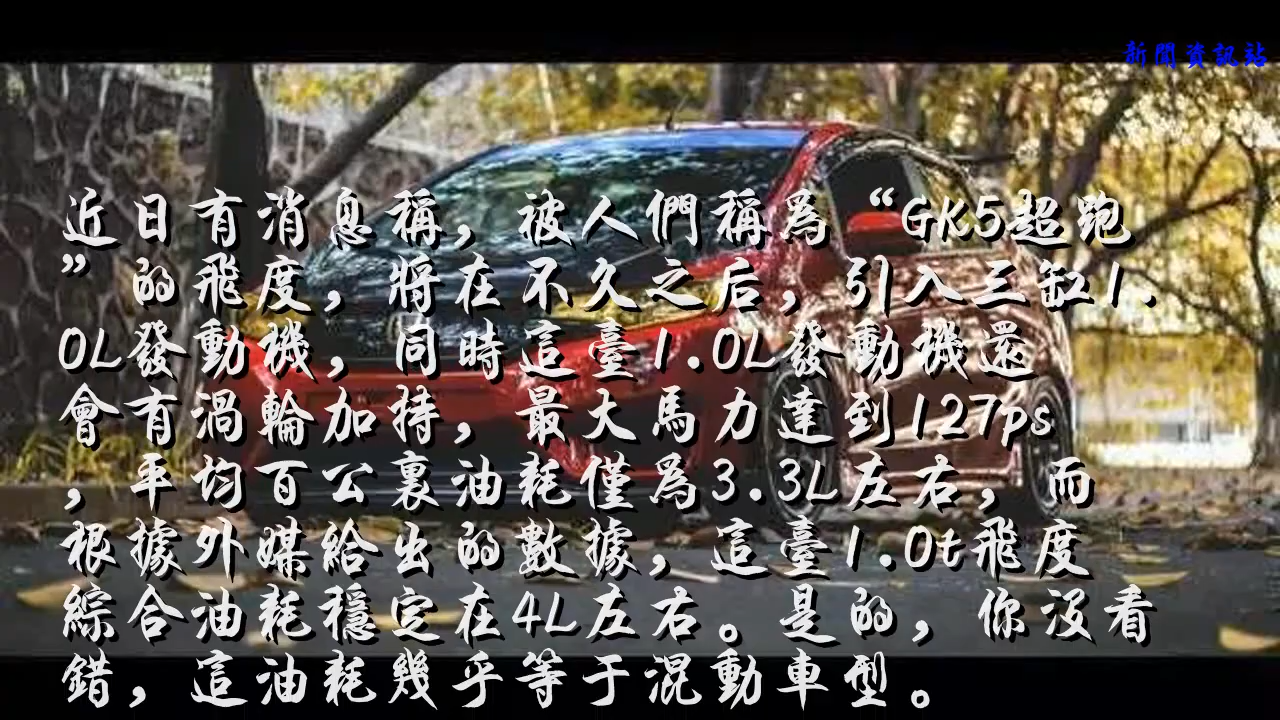 新聞資訊站
近日有消息稱，被人們稱爲“GK5超跑
”的飛度，將在不久之后，引入三缸1.
0L發動機，同時這臺1.0L發動機還
會有渦輪加持，最大馬力達到127ps
，平均百公裏油耗僅爲3.3L左右，而
根據外媒給出的數據，這臺1.0t飛度
綜合油耗穩定在4L左右。是的，你沒看
錯，這油耗幾乎等于混動車型。